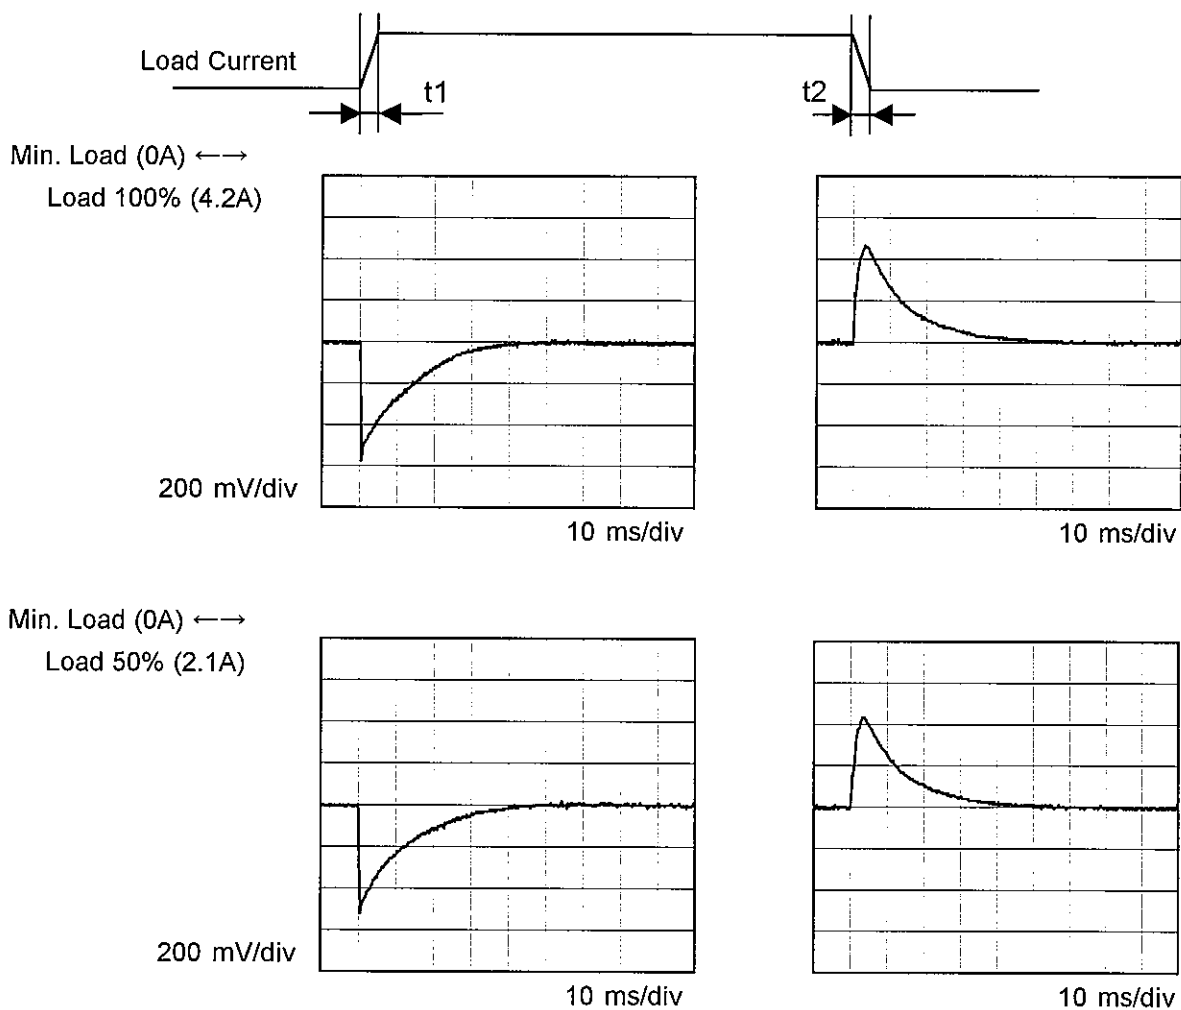 Load Current
t1
t2
Min. Load (0A) ←→
Load 100% (4.2A)
200 mV/div
10 ms/div
10 ms/div
Min. Load (0A) ←→
Load 50% (2.1A)
200 mV/div
10 ms/div
10 ms/div